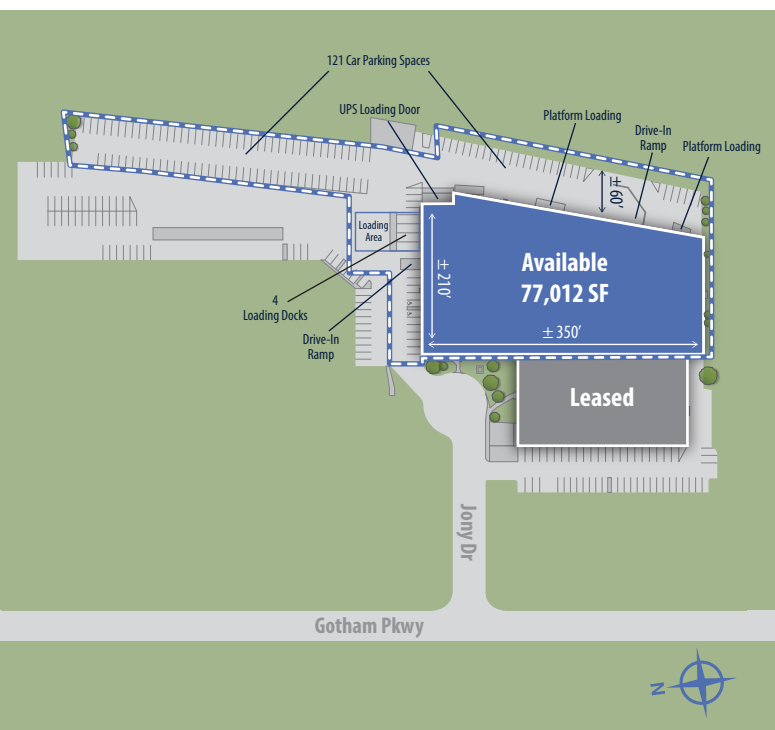 121 Car Parking Spaces
UPS Loading Door
Platform Loading
Drive-In
Ramp
Platform Loading
±60'
Loading
Area
±210'
Available
77,012 SF
±350'
4
Loading Docks
Drive-In
Ramp
Leased
Jony Dr
Gotham Pkwy
N